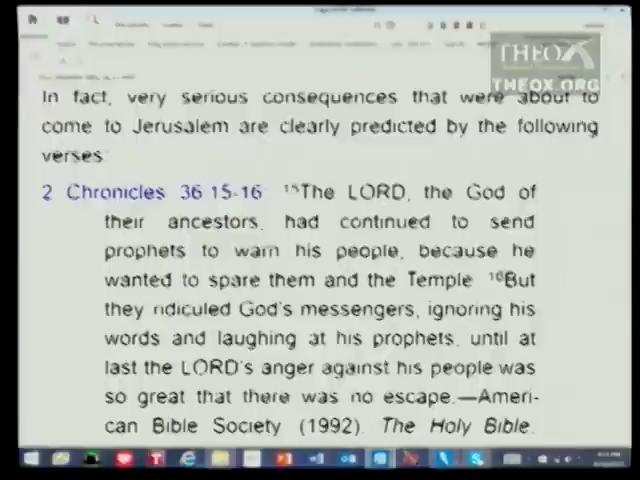 THEOX
THEOX.ORG
In fact, very serious consequences that were about to
come to Jerusalem are clearly predicted by the following
verses
2 Chronicles 36 15-16 ¹⁵The LORD, the God of
their ancestors, had continued to send
prophets to warn his people, because he
wanted to spare them and the Temple ¹⁶But
they ridiculed God's messengers, ignoring his
words and laughing at his prophets, until at
last the LORD's anger against his people was
so great that there was no escape.—Ameri-
can Bible Society (1992). The Holy Bible.